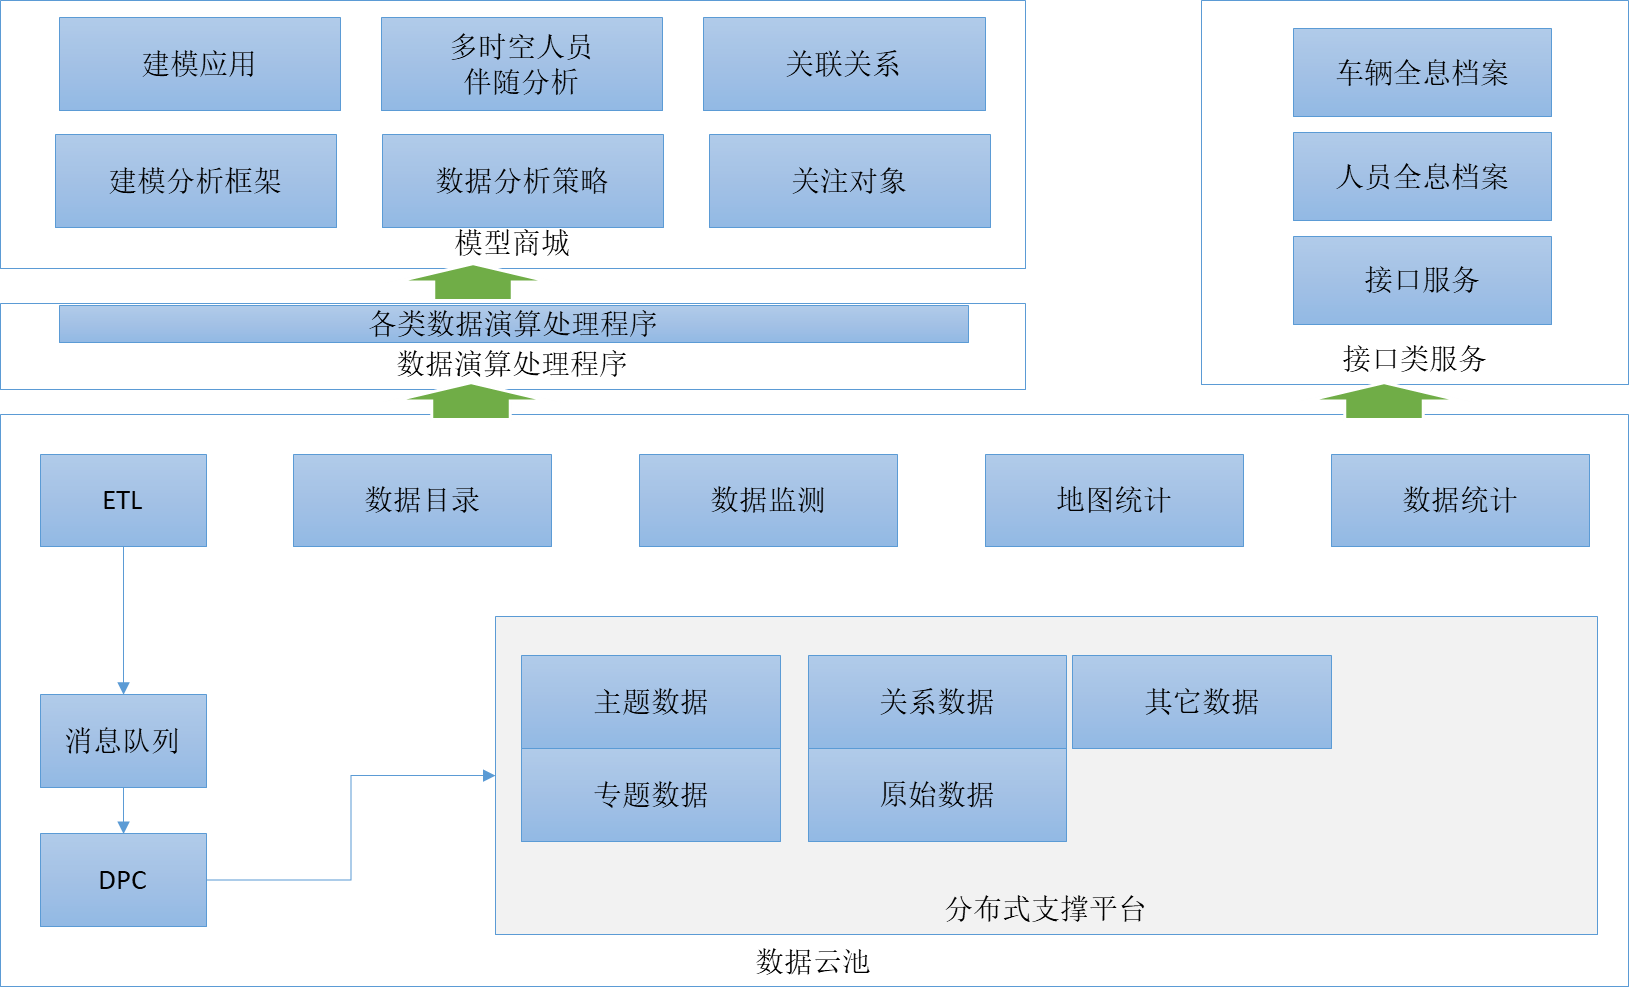 建模应用
多时空人员
伴随分析
关联关系
建模分析框架
数据分析策略
关注对象
模型商城
车辆全息档案
人员全息档案
接口服务
接口类服务
各类数据演算处理程序
数据演算处理程序
ETL
数据目录
数据监测
地图统计
数据统计
消息队列
DPC
主题数据
关系数据
其它数据
专题数据
原始数据
分布式支撑平台
数据云池